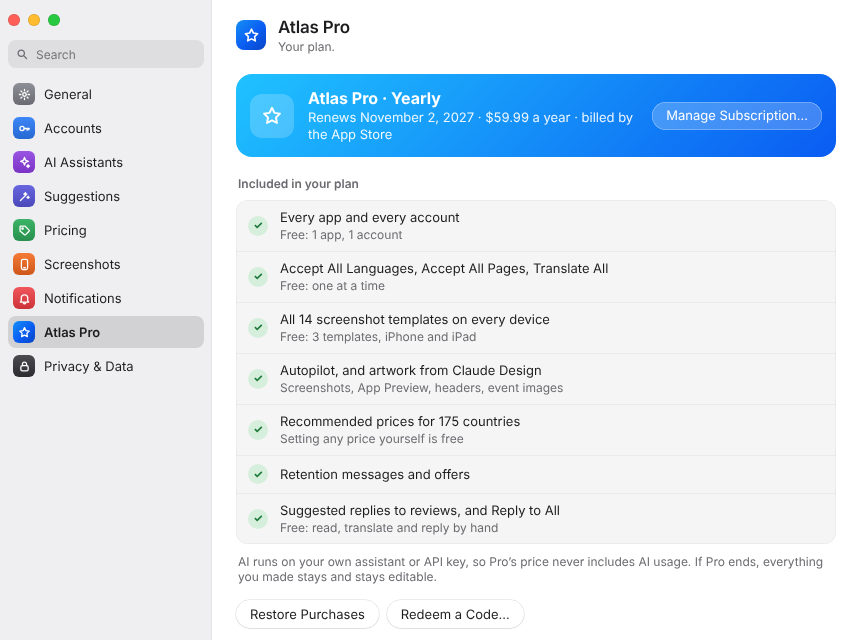 Atlas Pro
Your plan.
Search
General
Accounts
AI Assistants
Suggestions
Pricing
Screenshots
Notifications
Atlas Pro
Privacy & Data
Atlas Pro · Yearly
Renews November 2, 2027 · $59.99 a year · billed by
the App Store
Manage Subscription...
Included in your plan
Every app and every account
Free: 1 app, 1 account
Accept All Languages, Accept All Pages, Translate All
Free: one at a time
All 14 screenshot templates on every device
Free: 3 templates, iPhone and iPad
Autopilot, and artwork from Claude Design
Screenshots, App Preview, headers, event images
Recommended prices for 175 countries
Setting any price yourself is free
Retention messages and offers
Suggested replies to reviews, and Reply to All
Free: read, translate and reply by hand
AI runs on your own assistant or API key, so Pro’s price never includes AI usage. If Pro ends, everything
you made stays and stays editable.
Restore Purchases
Redeem a Code...